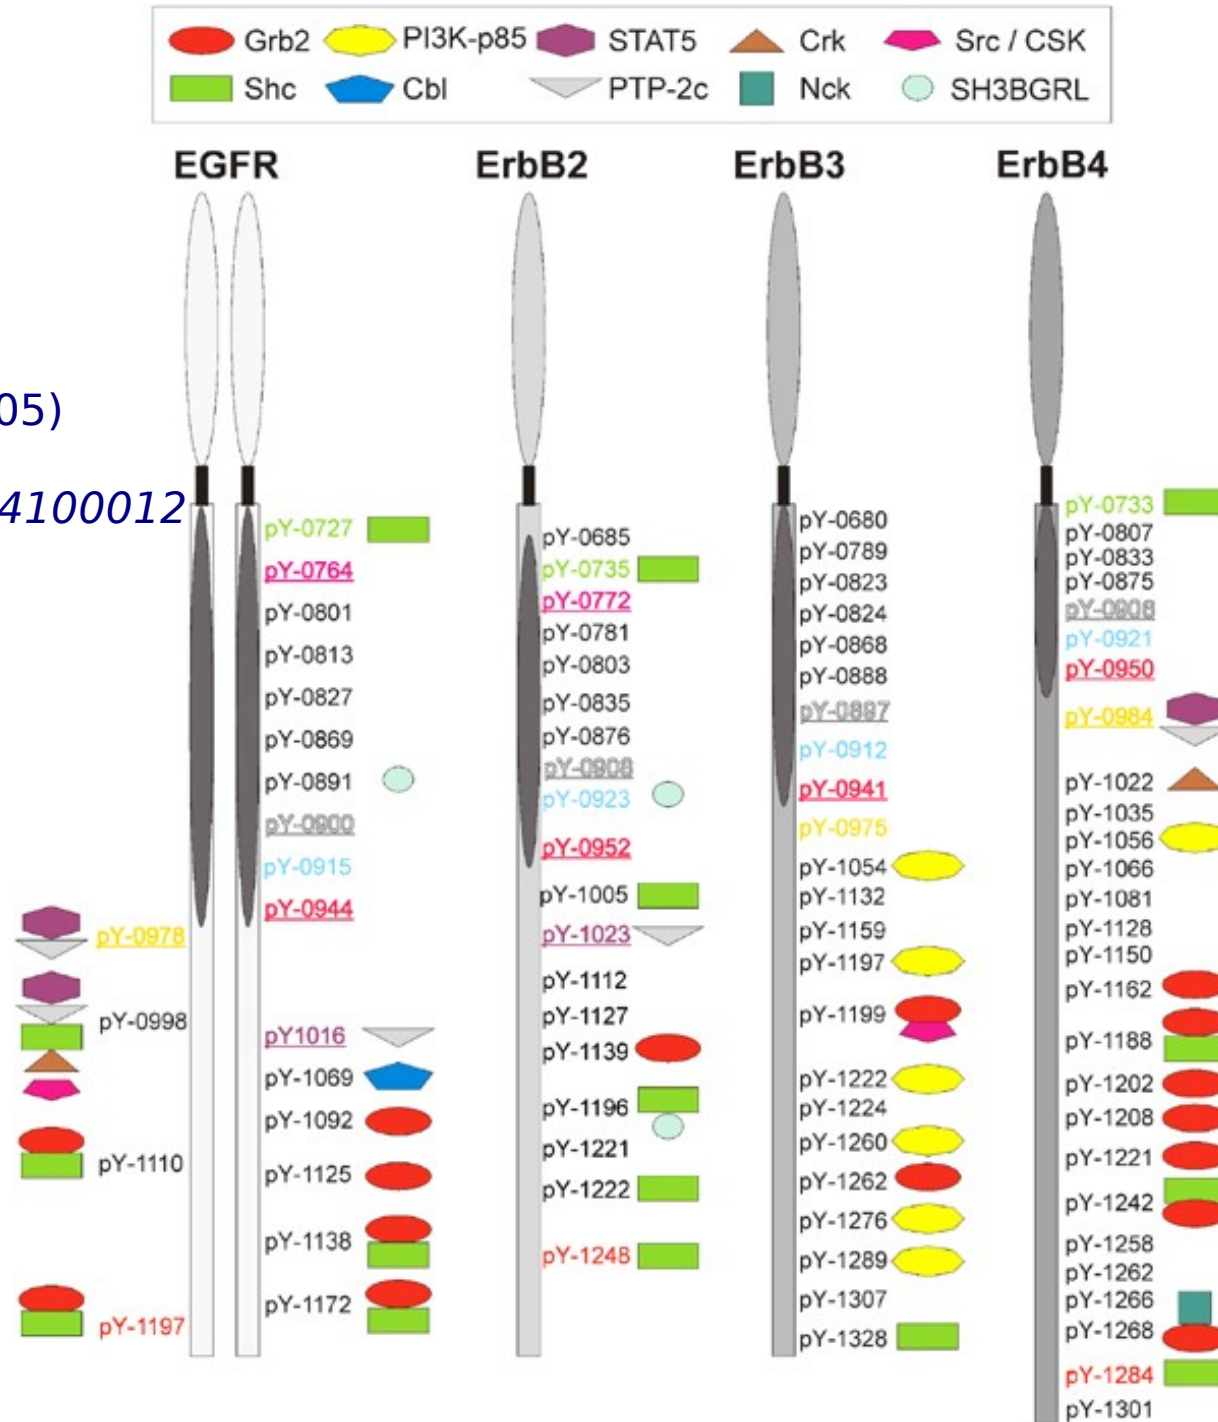 Grb2 PI3K-p85 STAT5 Crk Src / CSK
Shc Cbl PTP-2c Nck SH3BGRL
EGFR ErbB2 ErbB3 ErbB4
05)
4100012
pY-0978
pY-0998
pY-1110
pY-1197
pY-0727
pY-0764
pY-0801
pY-0813
pY-0827
pY-0869
pY-0891
pY-0900
pY-0915
pY-0944
pY1016
pY-1069
pY-1092
pY-1125
pY-1138
pY-1172
pY-0685
pY-0735
pY-0772
pY-0781
pY-0803
pY-0835
pY-0876
pY-0908
pY-0923
pY-0952
pY-1005
pY-1023
pY-1112
pY-1127
pY-1139
pY-1196
pY-1221
pY-1222
pY-1248
pY-0680
pY-0789
pY-0823
pY-0824
pY-0868
pY-0888
pY-0897
pY-0912
pY-0941
pY-0975
pY-1054
pY-1132
pY-1159
pY-1197
pY-1199
pY-1222
pY-1224
pY-1260
pY-1262
pY-1276
pY-1289
pY-1307
pY-1328
pY-0733
pY-0807
pY-0833
pY-0875
pY-0908
pY-0921
pY-0950
pY-0984
pY-1022
pY-1035
pY-1056
pY-1066
pY-1081
pY-1128
pY-1150
pY-1162
pY-1188
pY-1202
pY-1208
pY-1221
pY-1242
pY-1258
pY-1262
pY-1266
pY-1268
pY-1284
pY-1301